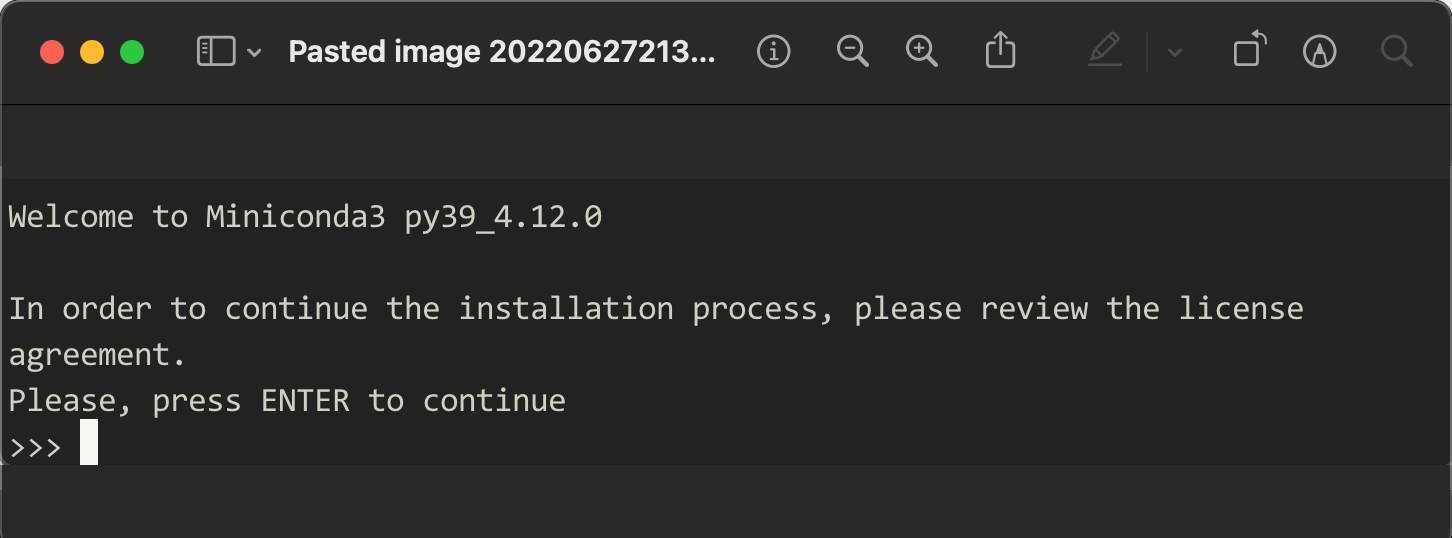 Pasted image 20220627213...
Welcome to Miniconda3 py39_4.12.0
In order to continue the installation process, please review the license
agreement.
Please, press ENTER to continue
>>>